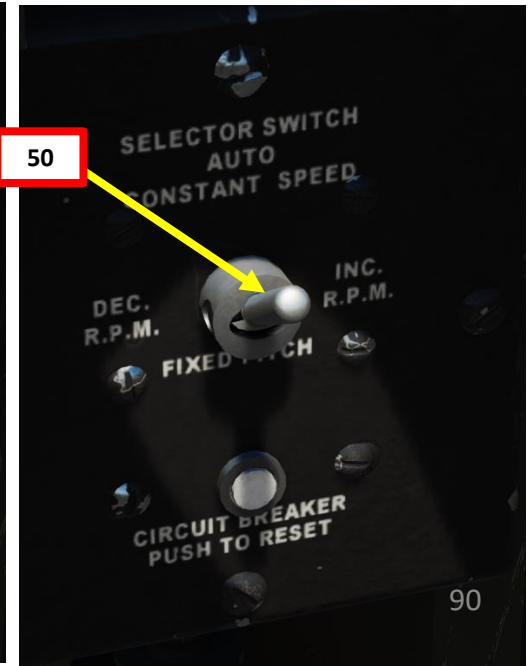 50
SELECTOR SWITCH
AUTO
CONSTANT SPEED
DEC.
R.P.M.
INC.
R.P.M.
FIXED PITCH
CIRCUIT BREAKER
PUSH TO RESET
90